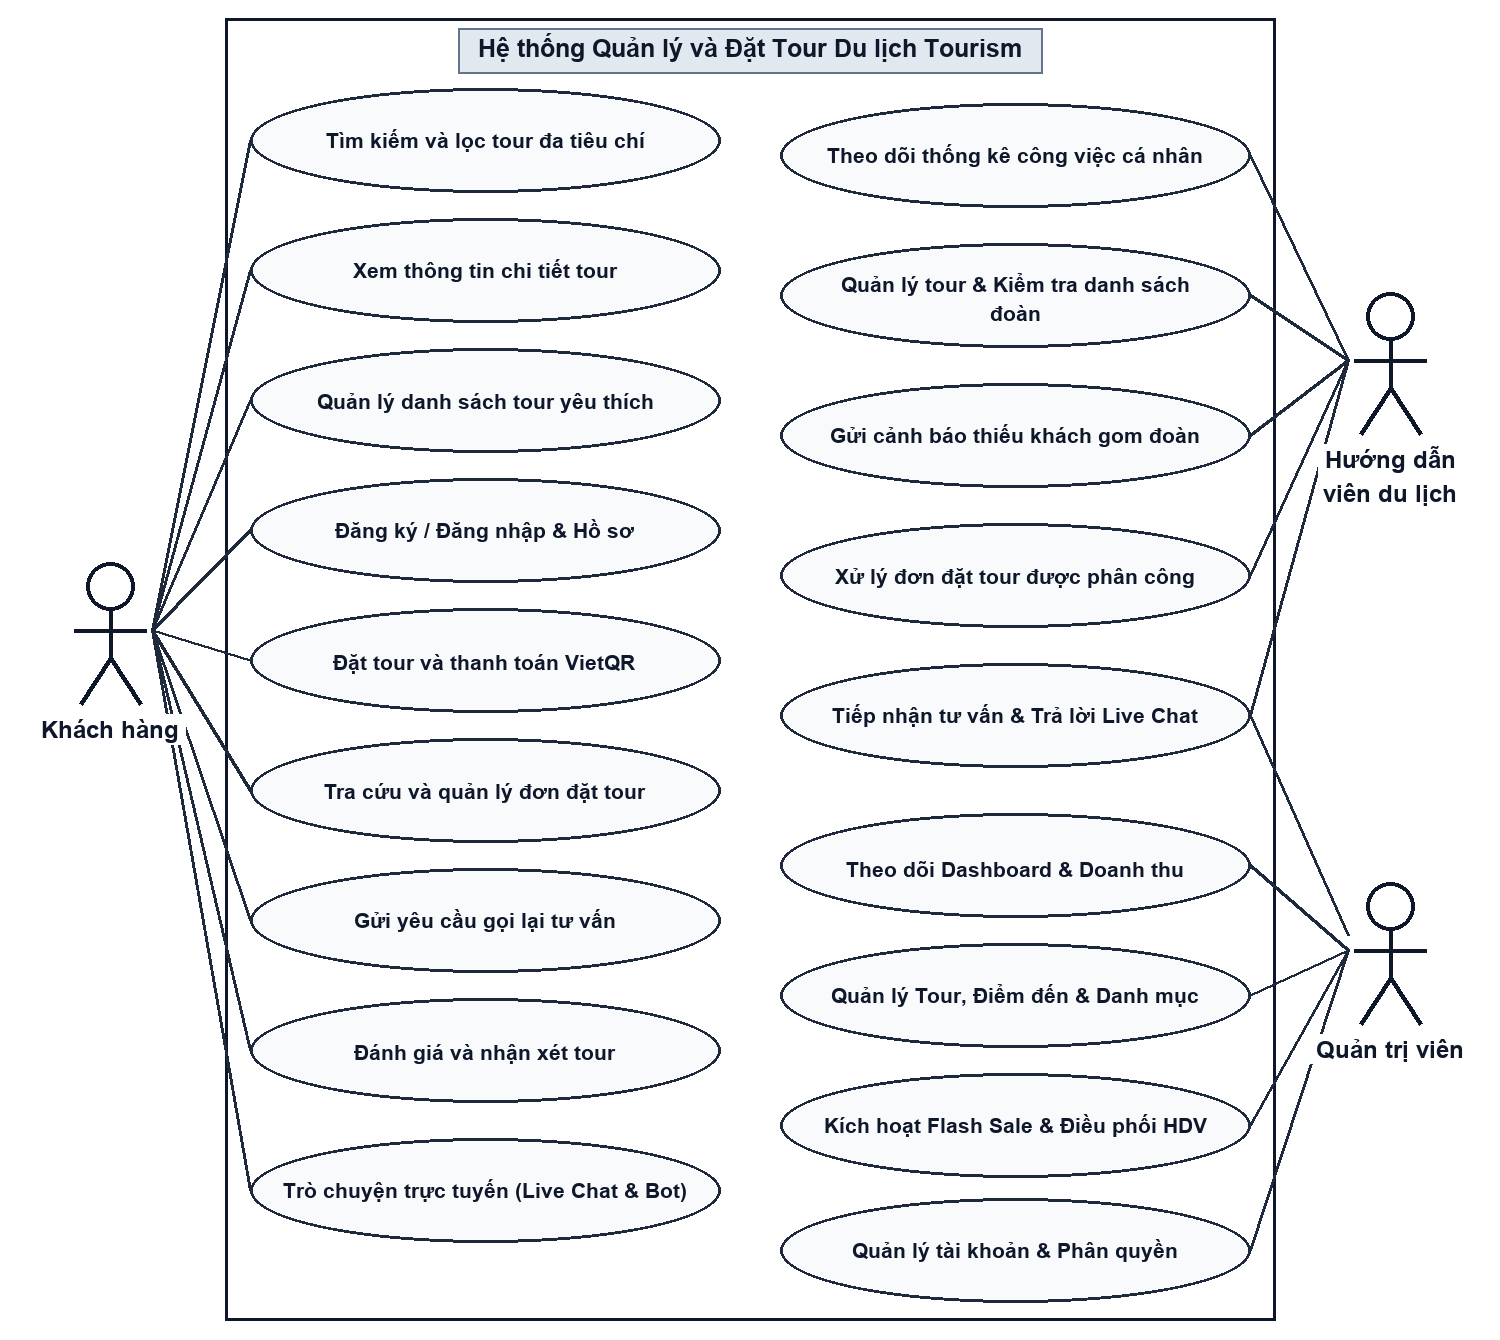 Hệ thống Quản lý và Đặt Tour Du lịch Tourism
Tìm kiếm và lọc tour đa tiêu chí
Xem thông tin chi tiết tour
Quản lý danh sách tour yêu thích
Đăng ký / Đăng nhập & Hồ sơ
Đặt tour và thanh toán VietQR
Tra cứu và quản lý đơn đặt tour
Gửi yêu cầu gọi lại tư vấn
Đánh giá và nhận xét tour
Trò chuyện trực tuyến (Live Chat & Bot)
Khách hàng
Theo dõi thống kê công việc cá nhân
Quản lý tour & Kiểm tra danh sách
đoàn
Gửi cảnh báo thiếu khách gom đoàn
Xử lý đơn đặt tour được phân công
Tiếp nhận tư vấn & Trả lời Live Chat
Theo dõi Dashboard & Doanh thu
Quản lý Tour, Điểm đến & Danh mục
Kích hoạt Flash Sale & Điều phối HDV
Quản lý tài khoản & Phân quyền
Hướng dẫn
viên du lịch
Quản trị viên